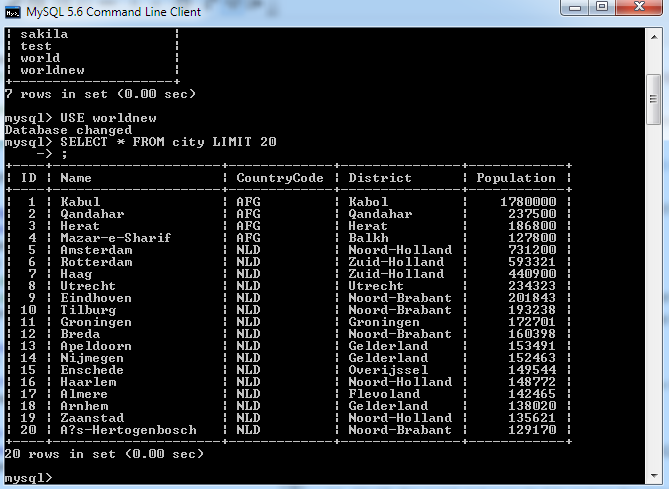 MySQL 5.6 Command Line Client
| sakila             |
| test               |
| world              |
| worldnew           |
+--------------------+
7 rows in set (0.00 sec)
mysql> USE worldnew
Database changed
mysql> SELECT * FROM city LIMIT 20
    -> ;
+----+------------------+-------------+---------------+------------+
| ID | Name             | CountryCode | District      | Population |
+----+------------------+-------------+---------------+------------+
|  1 | Kabul            | AFG         | Kabol         |    1780000 |
|  2 | Qandahar         | AFG         | Qandahar      |     237500 |
|  3 | Herat            | AFG         | Herat         |     186800 |
|  4 | Mazar-e-Sharif   | AFG         | Balkh         |     127800 |
|  5 | Amsterdam        | NLD         | Noord-Holland |     731200 |
|  6 | Rotterdam        | NLD         | Zuid-Holland  |     593321 |
|  7 | Haag             | NLD         | Zuid-Holland  |     440900 |
|  8 | Utrecht          | NLD         | Utrecht       |     234323 |
|  9 | Eindhoven        | NLD         | Noord-Brabant |     201843 |
| 10 | Tilburg          | NLD         | Noord-Brabant |     193238 |
| 11 | Groningen        | NLD         | Groningen     |     172701 |
| 12 | Breda            | NLD         | Noord-Brabant |     160398 |
| 13 | Apeldoorn        | NLD         | Gelderland    |     153491 |
| 14 | Nijmegen         | NLD         | Gelderland    |     152463 |
| 15 | Enschede         | NLD         | Overijssel    |     149544 |
| 16 | Haarlem          | NLD         | Noord-Holland |     148772 |
| 17 | Almere           | NLD         | Flevoland     |     142465 |
| 18 | Arnhem           | NLD         | Gelderland    |     138020 |
| 19 | Zaanstad         | NLD         | Noord-Holland |     135621 |
| 20 | A?s-Hertogenbosch | NLD         | Noord-Brabant |     129170 |
+----+------------------+-------------+---------------+------------+
20 rows in set (0.00 sec)
mysql>